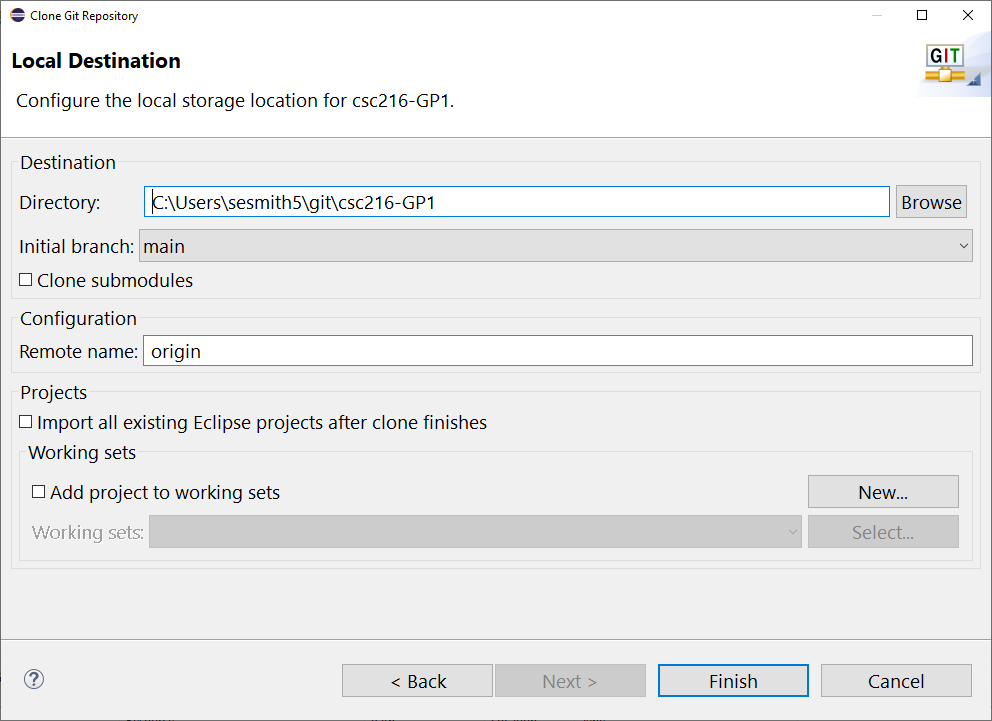 Clone Git Repository
Local Destination
GIT
Configure the local storage location for csc216-GP1.
Destination
Directory: C:\Users\sesmith5\git\csc216-GP1 Browse
Initial branch: main
Clone submodules
Configuration
Remote name: origin
Projects
Import all existing Eclipse projects after clone finishes
Working sets
Add project to working sets New...
Working sets: Select...
? < Back Next > Finish Cancel